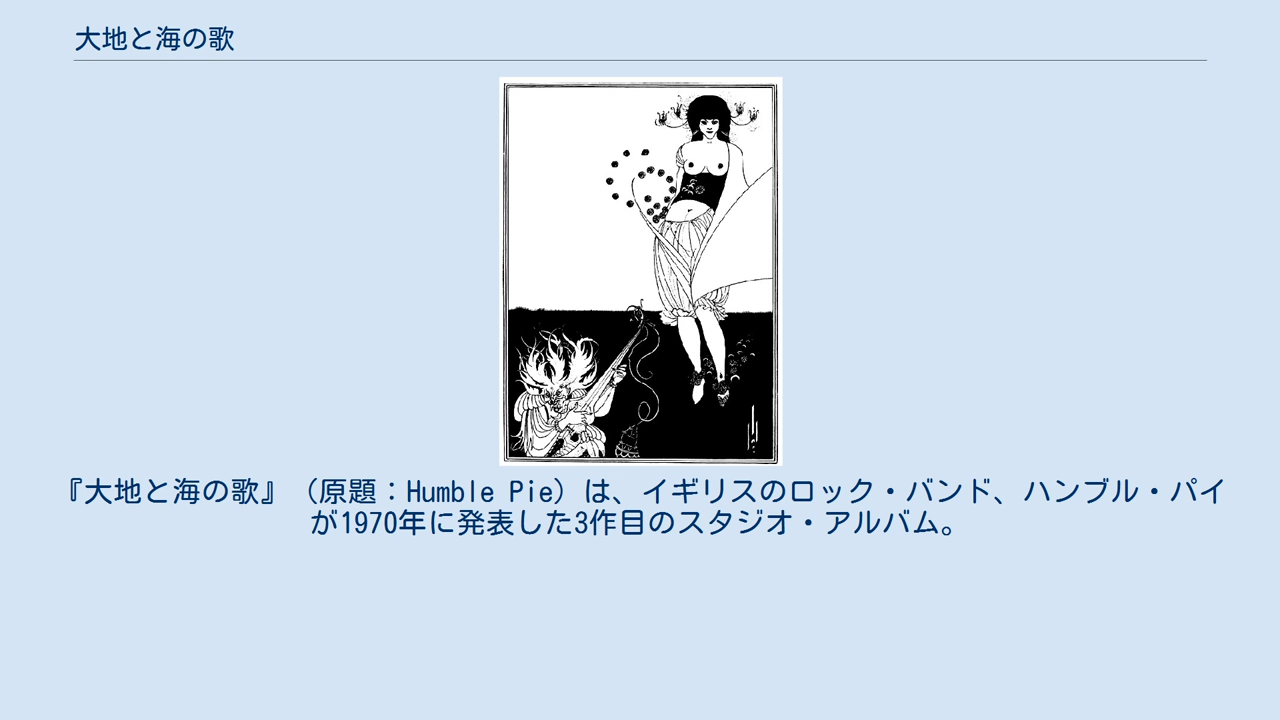 大地と海の歌
『大地と海の歌』（原題：Humble Pie）は、イギリスのロック・バンド、ハンブル・パイ
が1970年に発表した3作目のスタジオ・アルバム。